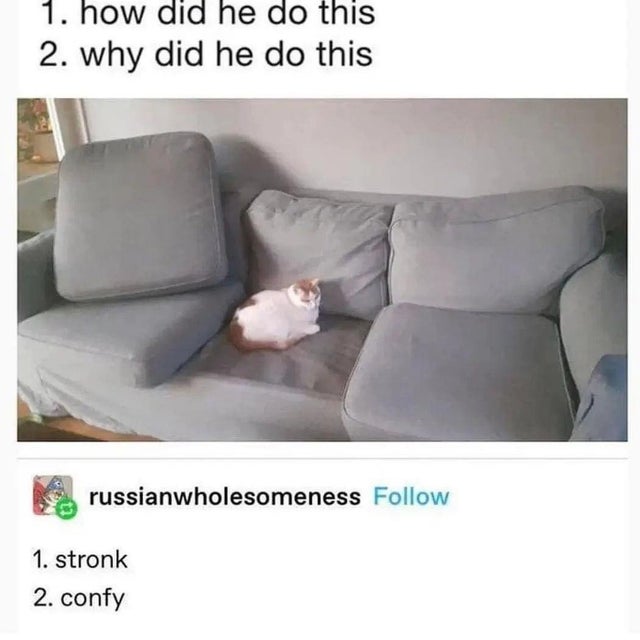 1. how did he do this
2. why did he do this
russianwholesomeness Follow
1. stronk
2. confy